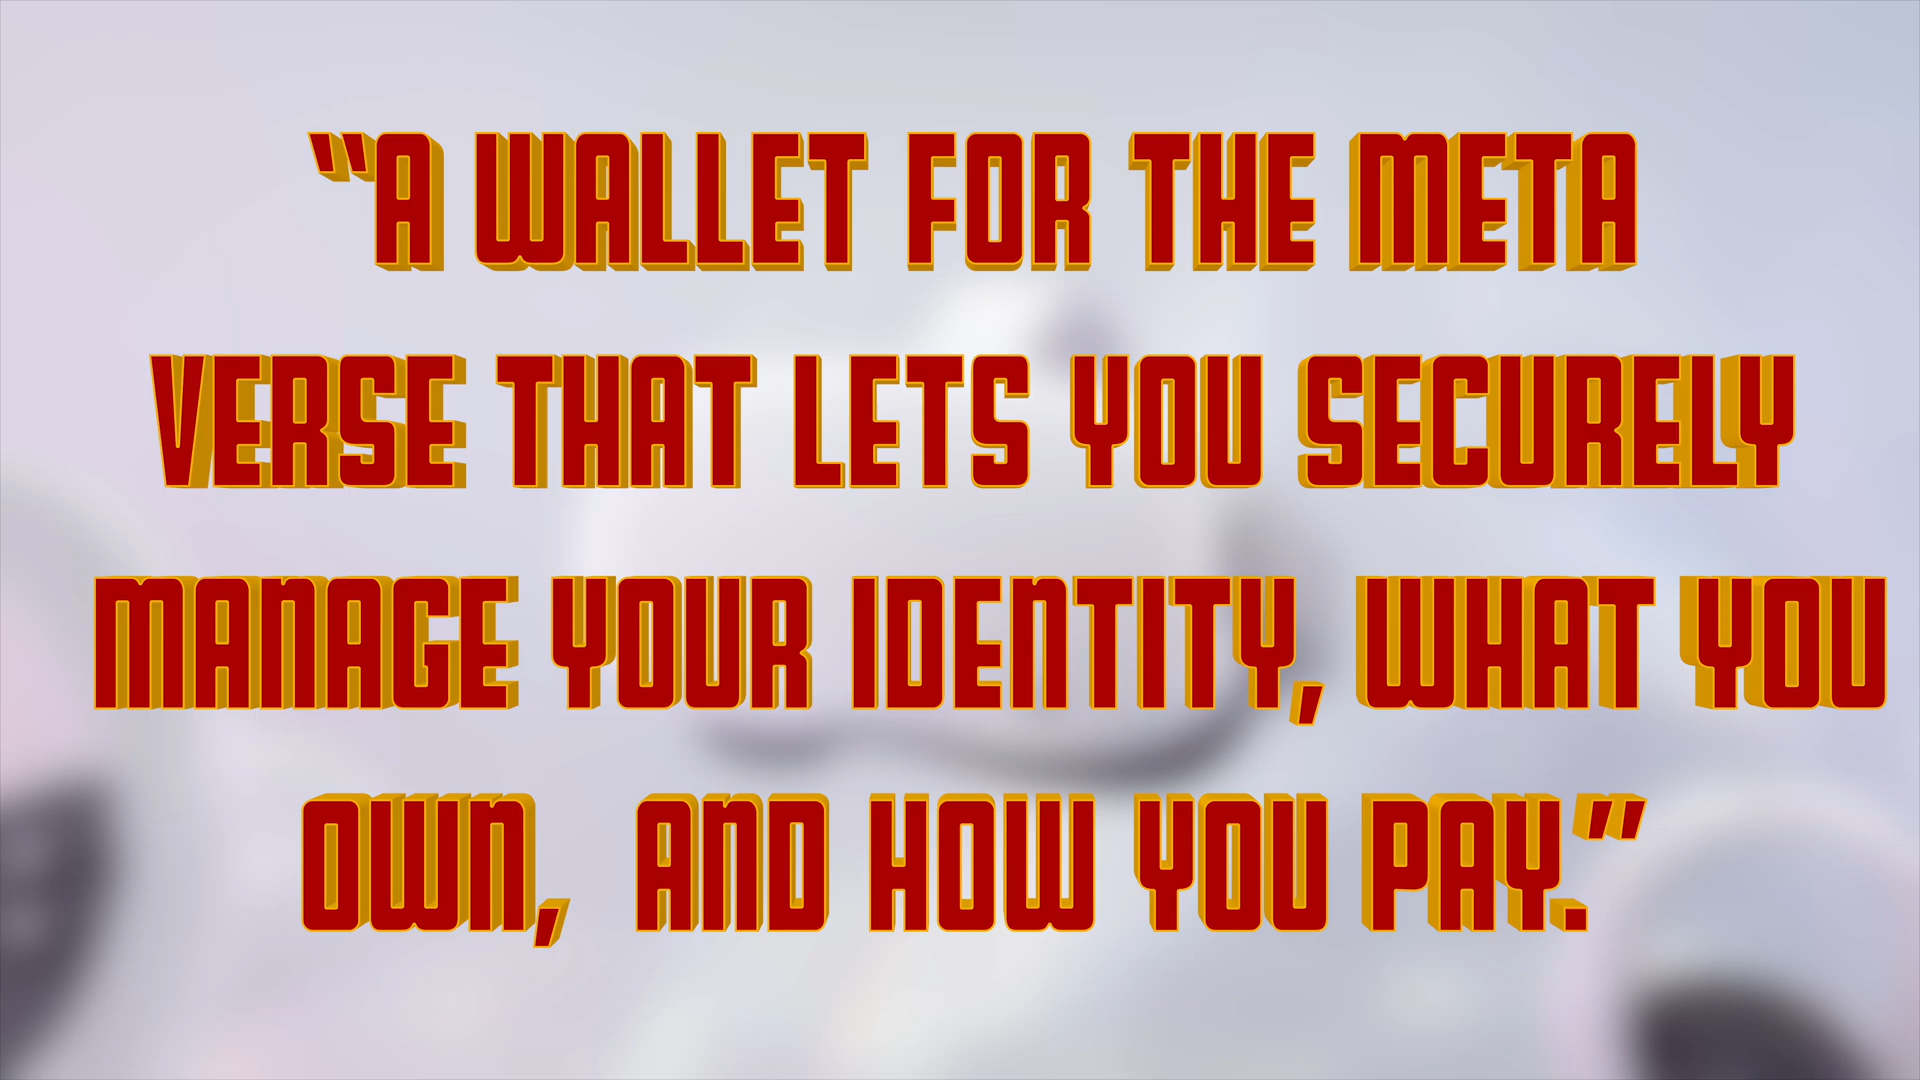 “A WALLET FOR THE META
VERSE THAT LETS YOU SECURELY
MANAGE YOUR IDENTITY, WHAT YOU
OWN, AND HOW YOU PAY.”